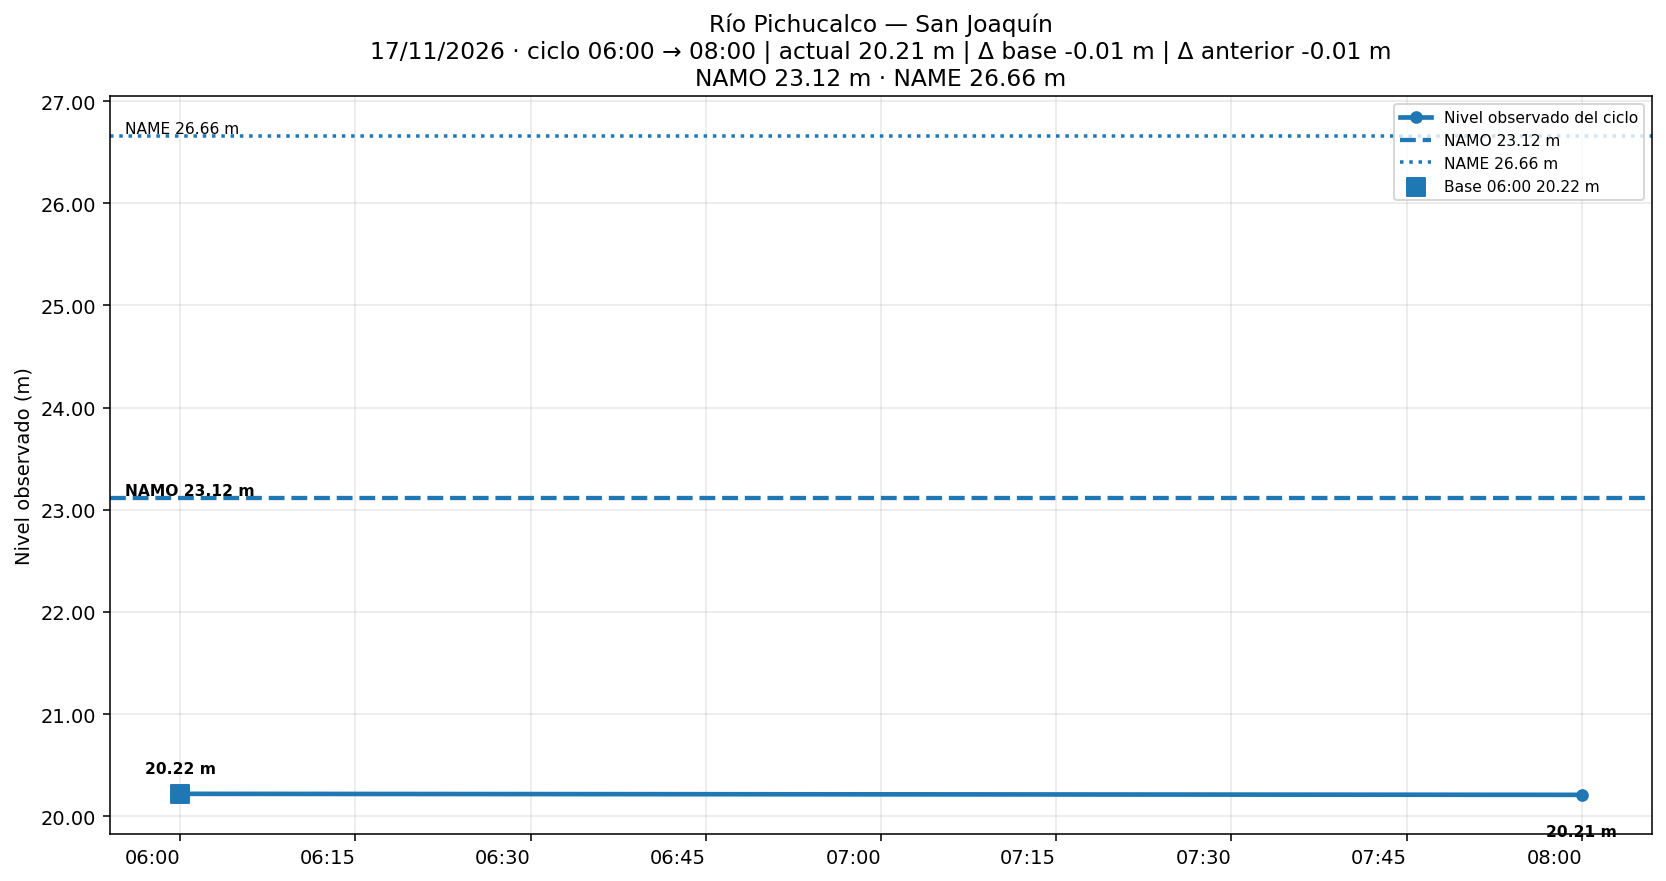 Río Pichucalco — San Joaquín
17/11/2026 · ciclo 06:00 → 08:00 | actual 20.21 m | Δ base -0.01 m | Δ anterior -0.01 m
NAMO 23.12 m · NAME 26.66 m
27.00
NAME 26.66 m
Nivel observado del ciclo
NAMO 23.12 m
NAME 26.66 m
Base 06:00 20.22 m
26.00
25.00
24.00
NAMO 23.12 m
23.00
22.00
21.00
20.00
Nivel observado (m)
20.22 m
20.21 m
06:00 06:15 06:30 06:45 07:00 07:15 07:30 07:45 08:00